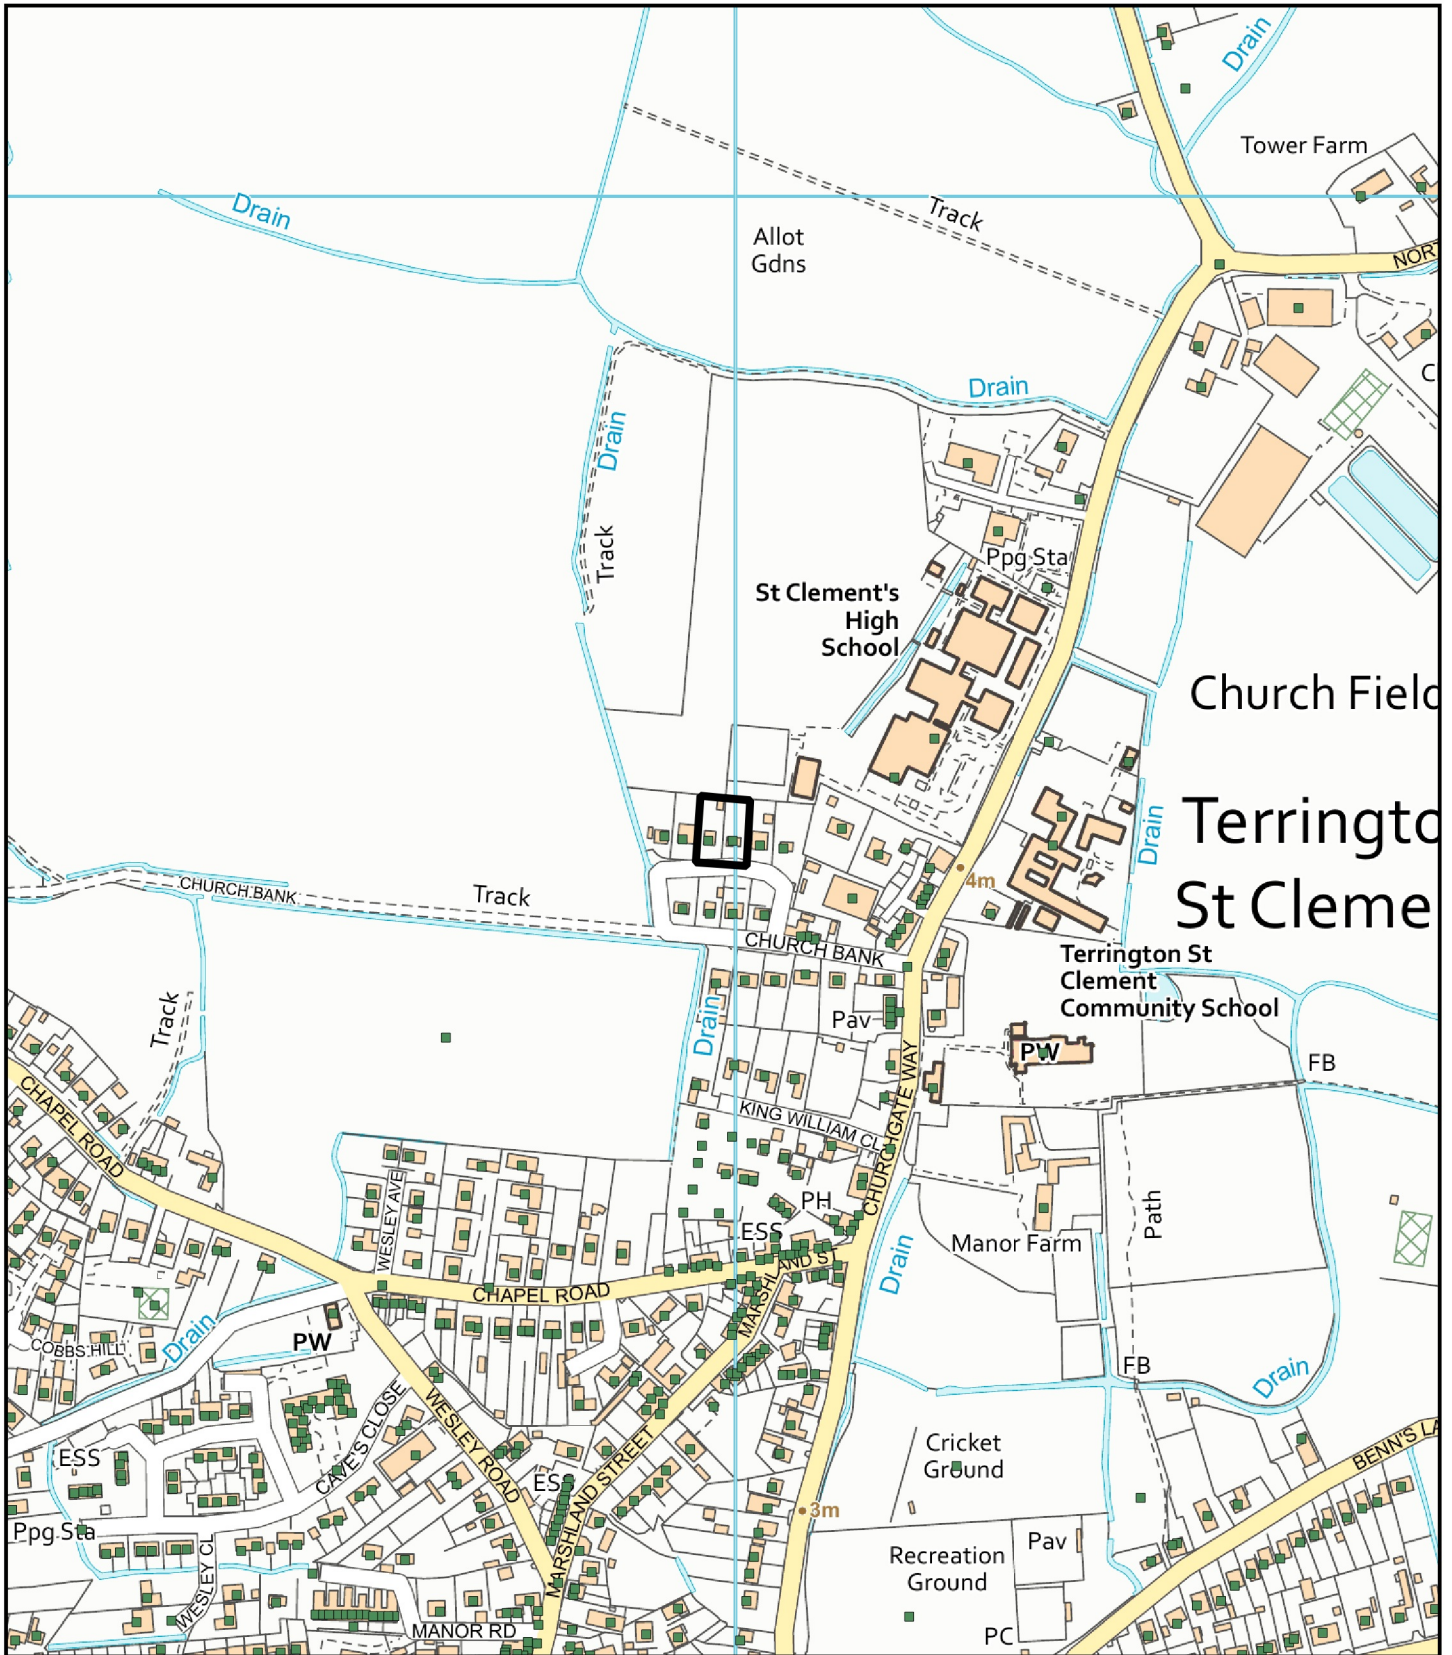 Drain
Tower Farm
Drain
Track
Allot
Gdns
NORT
Drain
C
Drain
Track
Ppg Sta
St Clement's
High
School
Church Field
Terringto
St Cleme
Drain
4m
CHURCH BANK
Track
CHURCH BANK
Terrington St
Clement
Community School
Track
Drain
Pav
PW
FB
CHAPEL ROAD
KING WILLIAM CL
CHURCHGATE WAY
WESLEY AVE
PH
Path
ESS
Manor Farm
Drain
MARSHLAND ST
CHAPEL ROAD
MARSHLAND
Drain
COBBS HILL
PW
FB
Drain
CAVES CLOSE
WESLEY ROAD
Cricket
Ground
BENN'S LA
ESS
ESS
MARSHLAND STREET
3m
Ppg Sta
Pav
Recreation
Ground
WESLEY CL
MANOR RD
PC